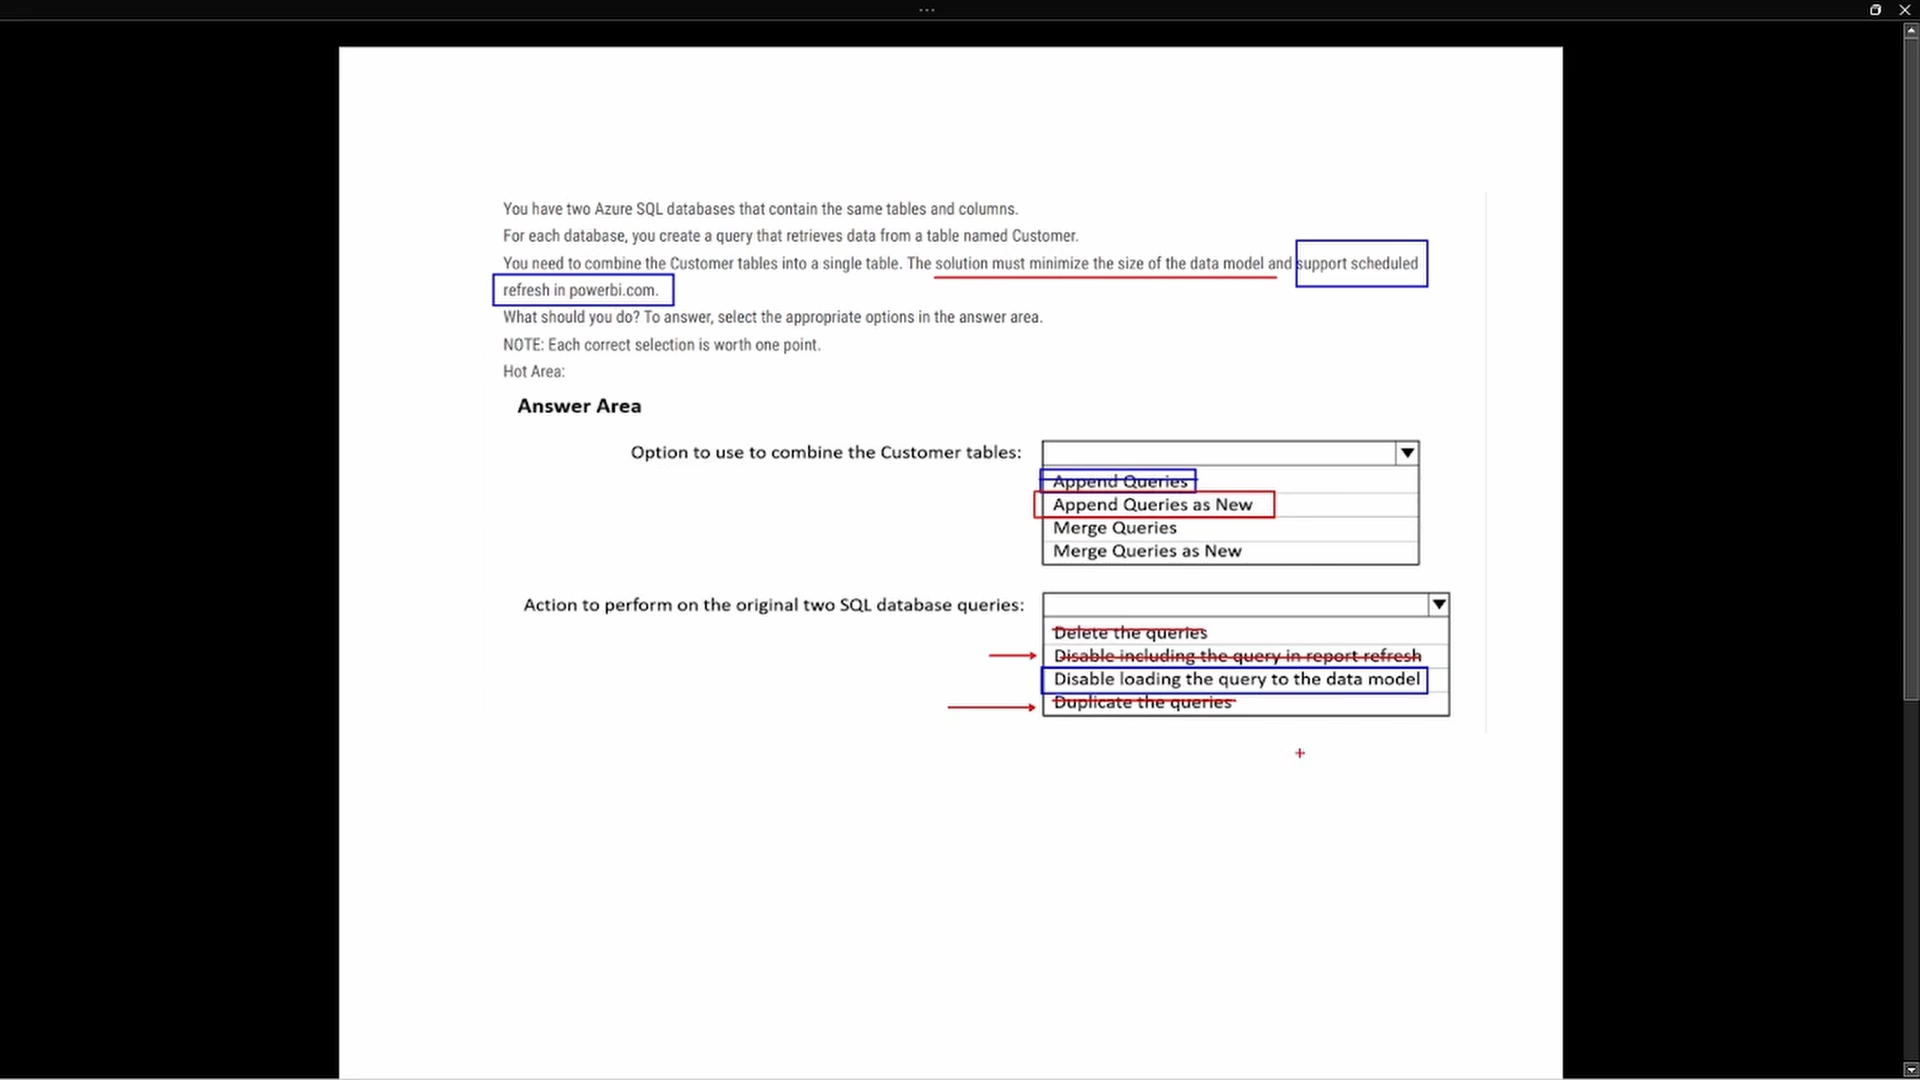 You have two Azure SQL databases that contain the same tables and columns.
For each database, you create a query that retrieves data from a table named Customer.
You need to combine the Customer tables into a single table. The solution must minimize the size of the data model and support scheduled
refresh in powerbi.com.
What should you do? To answer, select the appropriate options in the answer area.
NOTE: Each correct selection is worth one point.
Hot Area:
Answer Area
Option to use to combine the Customer tables:
Append Queries
Append Queries as New
Merge Queries
Merge Queries as New
Action to perform on the original two SQL database queries:
Delete the queries
Disable including the query in report refresh
Disable loading the query to the data model
Duplicate the queries